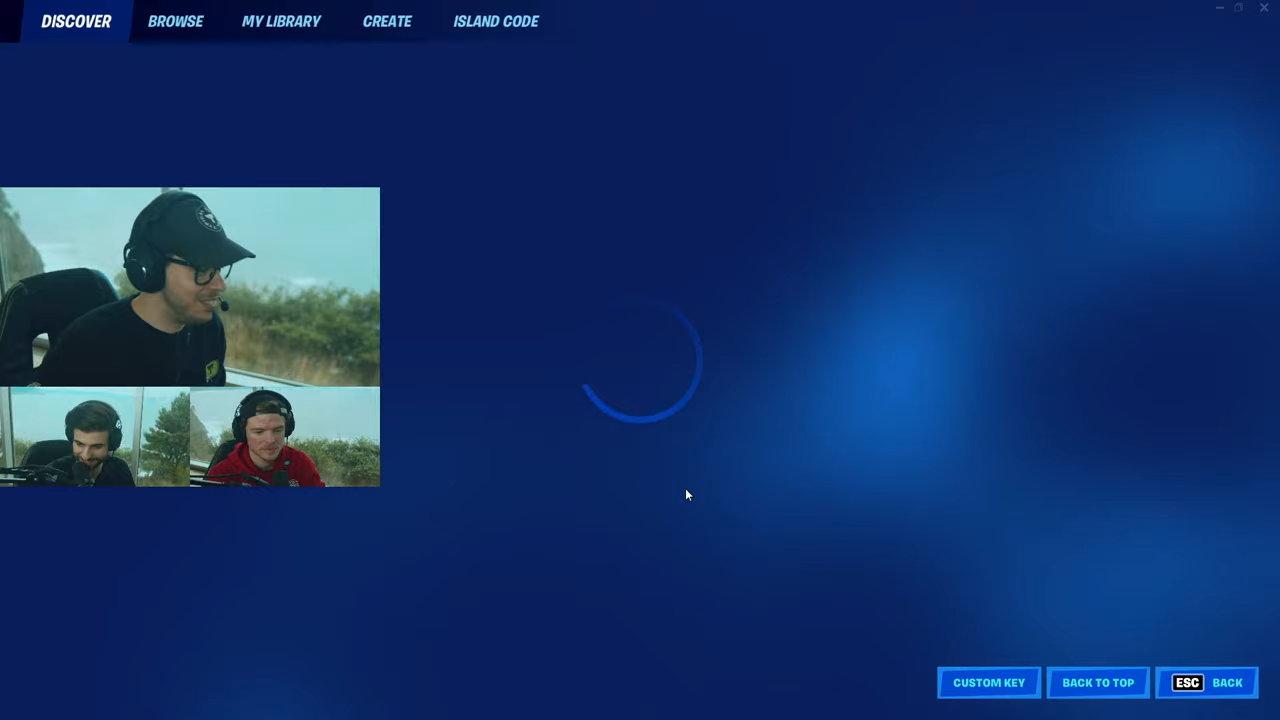 DISCOVER BROWSE MY LIBRARY CREATE ISLAND CODE
CUSTOM KEY BACK TO TOP ESC BACK